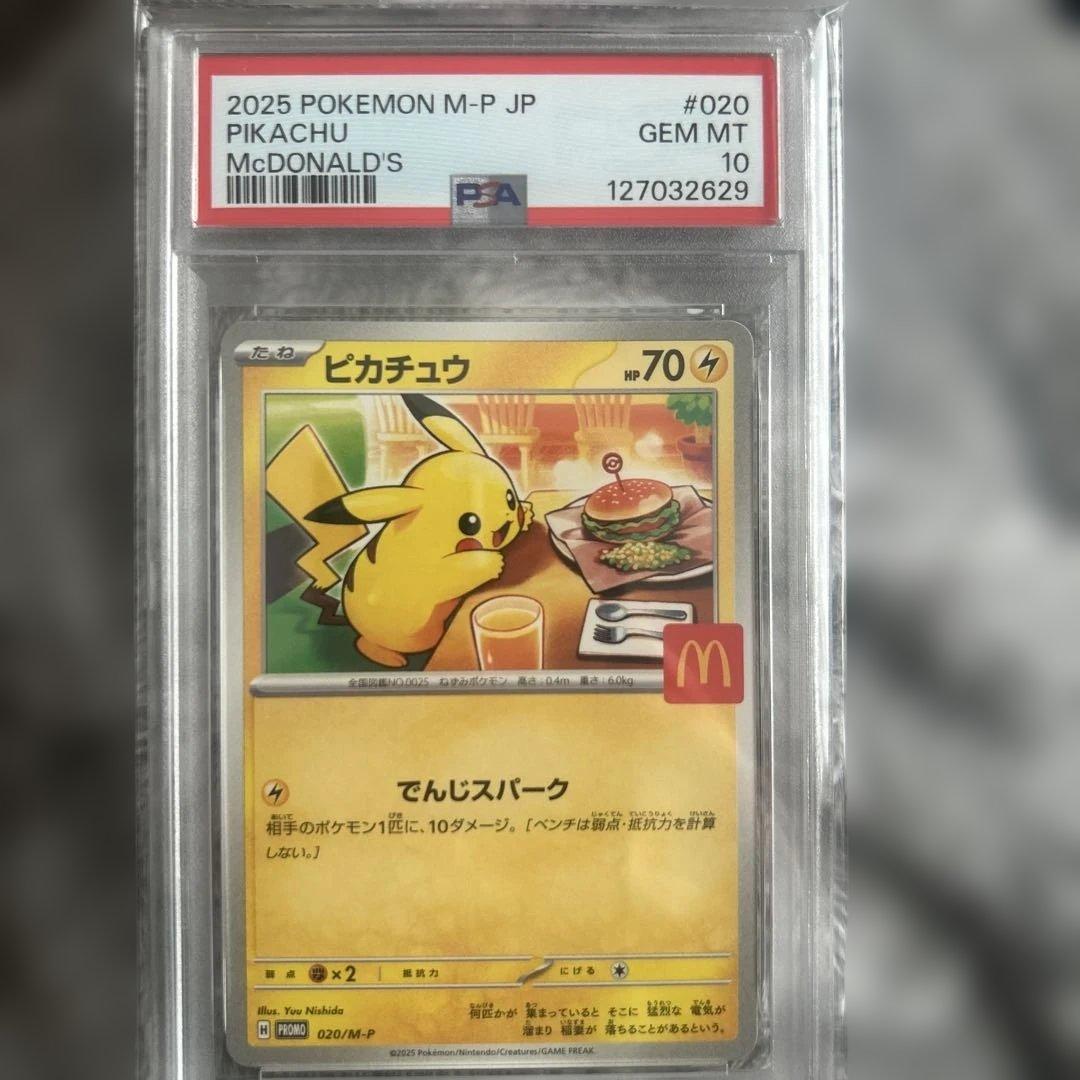 2025 POKEMON M-P JP #020
PIKACHU GEM MT
McDONALD'S 10
PSA 127032629
たね ピカチュウ HP70
全国図鑑NO.0025 ねずみポケモン 高さ:0.4m 重さ:6.0kg
M
でんじスパーク
相手のポケモン1匹に、10ダメージ。[ベンチは弱点・抵抗力を計算
しない。]
弱点 ×2 抵抗力 にげる
Illus. Yuu Nishida
何匹かが 集まっていると そこに 猛烈な 電気が
溜まり 稲妻が 落ちることがあるという。
H PROMO 020/M-P
©2025 Pokémon/Nintendo/Creatures/GAME FREAK.